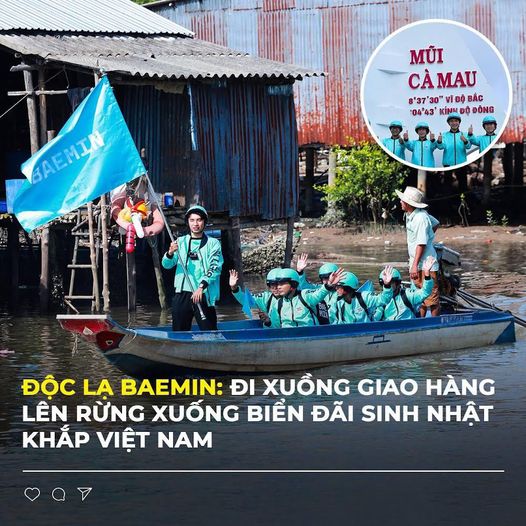 MŨI
CÀ MAU
8°37'30" VĨ ĐỘ BẮC
°04'43" KINH ĐỘ ĐÔNG
BAEMIN
ĐỘC LẠ BAEMIN: ĐI XUỒNG GIAO HÀNG
LÊN RỪNG XUỐNG BIỂN ĐÃI SINH NHẬT
KHẮP VIỆT NAM